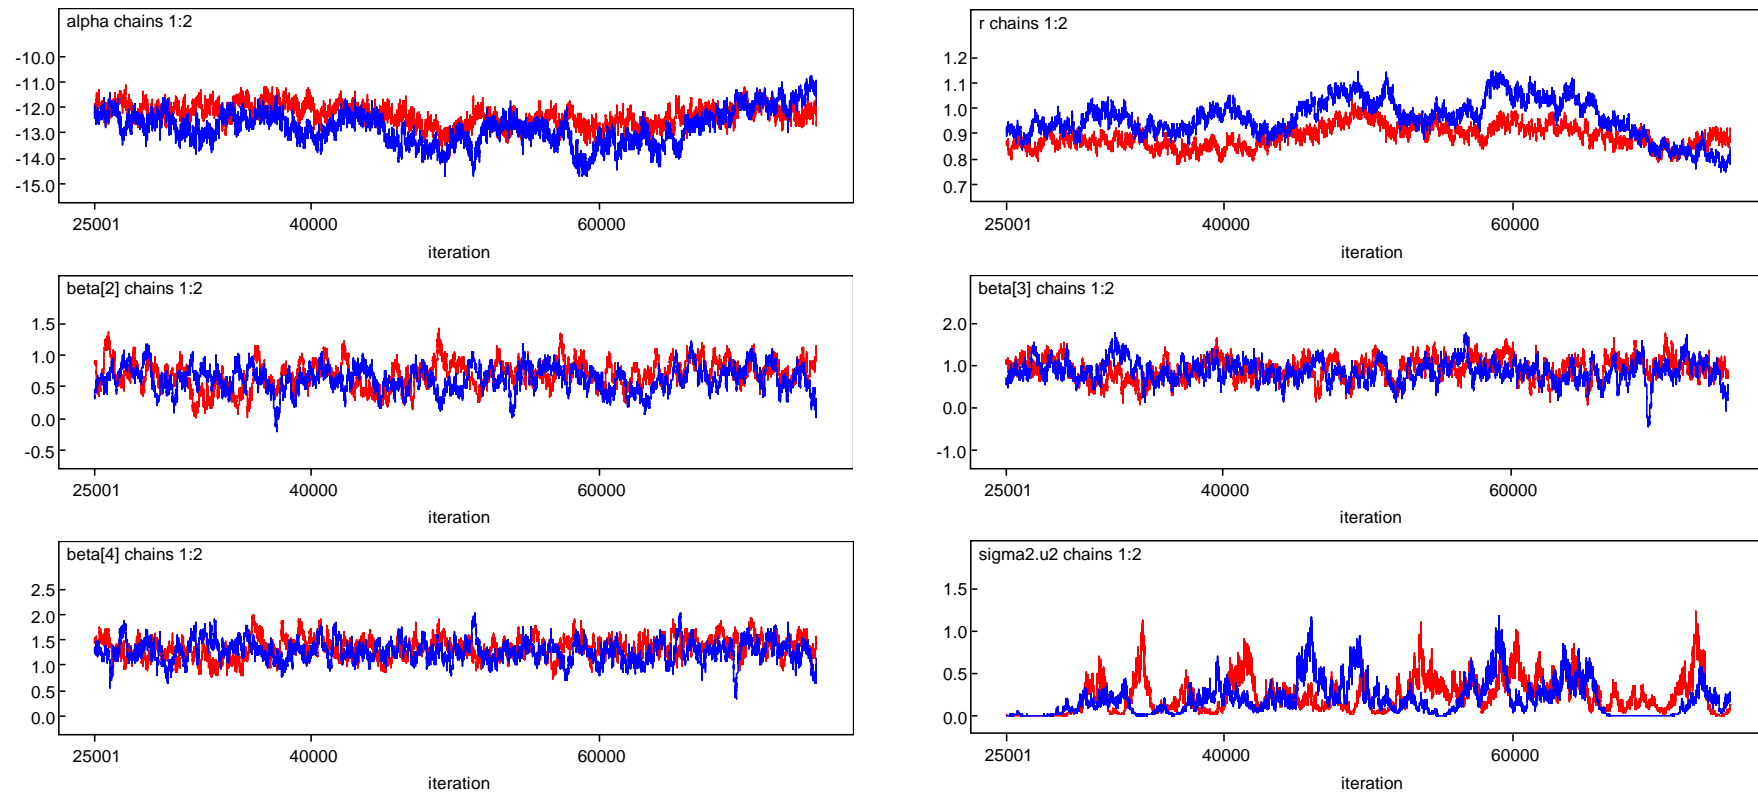 alpha chains 1:2
-10.0
-11.0
-12.0
-13.0
-14.0
-15.0
25001 40000 60000
iteration
r chains 1:2
1.2
1.1
1.0
0.9
0.8
0.7
25001 40000 60000
iteration
beta[2] chains 1:2
1.5
1.0
0.5
0.0
-0.5
25001 40000 60000
iteration
beta[3] chains 1:2
2.0
1.0
0.0
-1.0
25001 40000 60000
iteration
beta[4] chains 1:2
2.5
2.0
1.5
1.0
0.5
0.0
25001 40000 60000
iteration
sigma2.u2 chains 1:2
1.5
1.0
0.5
0.0
25001 40000 60000
iteration